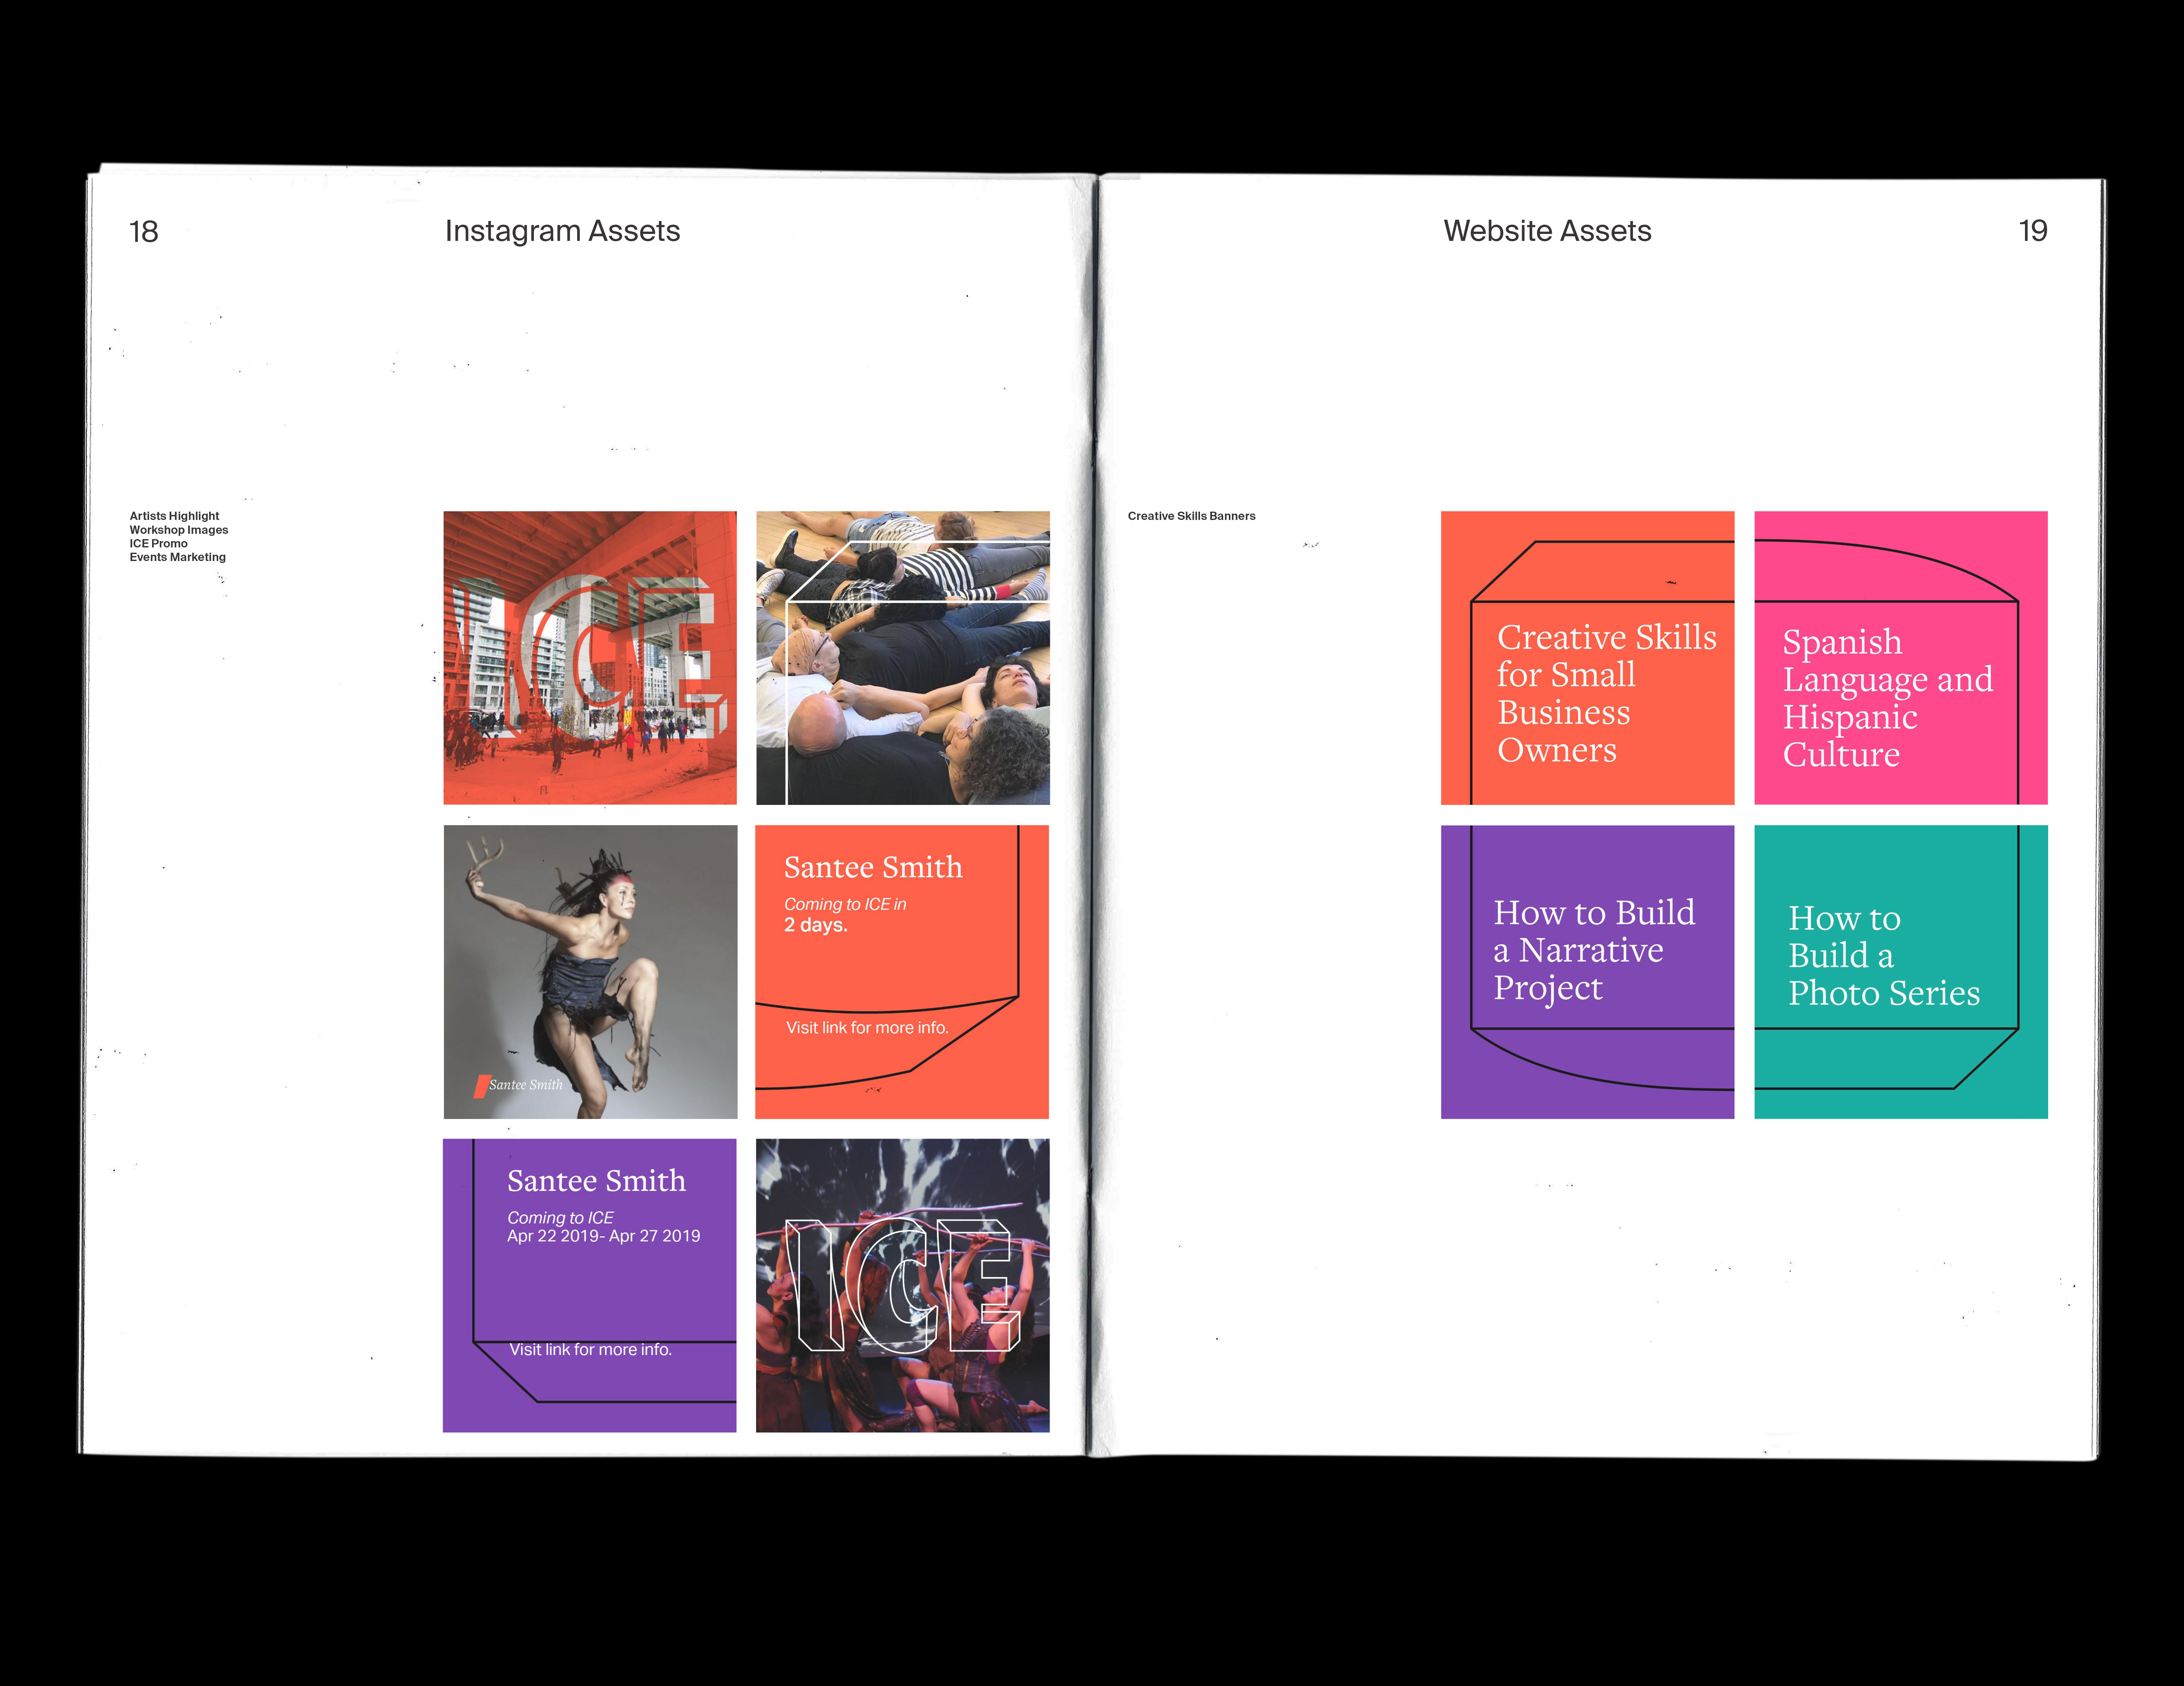 18
Instagram Assets
Artists Highlight
Workshop Images
ICE Promo
Events Marketing
ICE
Santee Smith
Santee Smith
Coming to ICE in
2 days.
Visit link for more info.
Santee Smith
Coming to ICE
Apr 22 2019- Apr 27 2019
Visit link for more info.
ICE
Website Assets
19
Creative Skills Banners
Creative Skills
for Small
Business
Owners
Spanish
Language and
Hispanic
Culture
How to Build
a Narrative
Project
How to
Build a
Photo Series